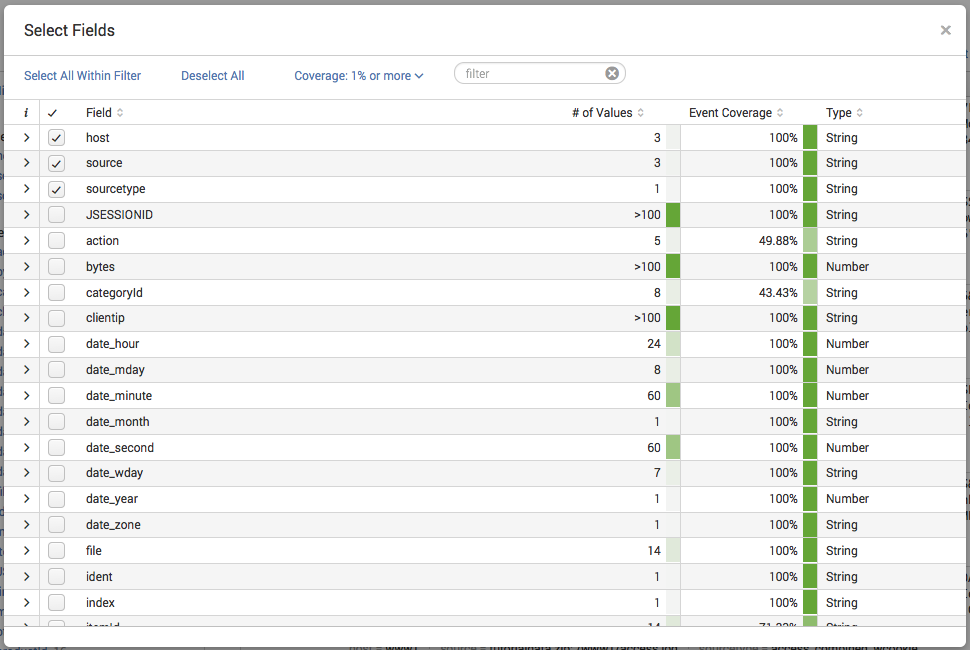 Select Fields
Select All Within Filter Deselect All Coverage: 1% or more filter
i Field # of Values Event Coverage Type
host 3 100% String
source 3 100% String
sourcetype 1 100% String
JSESSIONID >100 100% String
action 5 49.88% String
bytes >100 100% Number
categoryId 8 43.43% String
clientip >100 100% String
date_hour 24 100% Number
date_mday 8 100% Number
date_minute 60 100% Number
date_month 1 100% String
date_second 60 100% Number
date_wday 7 100% String
date_year 1 100% Number
date_zone 1 100% String
file 14 100% String
ident 1 100% String
index 1 100% String
itemId 14 String